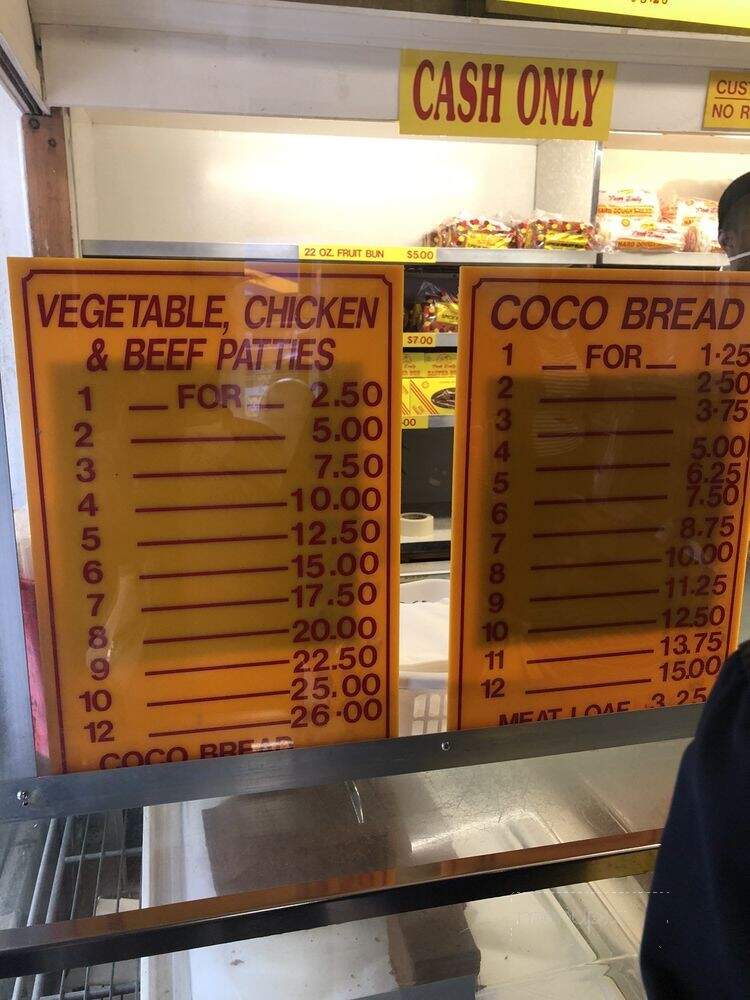 CASH ONLY
CUS
NO R
22 OZ. FRUIT BUN $5.00
$7.00
.00
VEGETABLE, CHICKEN
& BEEF PATTIES
1 FOR 2.50
2 5.00
3 7.50
4 10.00
5 12.50
6 15.00
7 17.50
8 20.00
9 22.50
10 25.00
12 26.00
COCO BREAD
COCO BREAD
1 FOR 1.25
2 2.50
3 3.75
4 5.00
5 6.25
6 7.50
7 8.75
8 10.00
9 11.25
10 12.50
11 13.75
12 15.00
MEAT LOAF 3.25